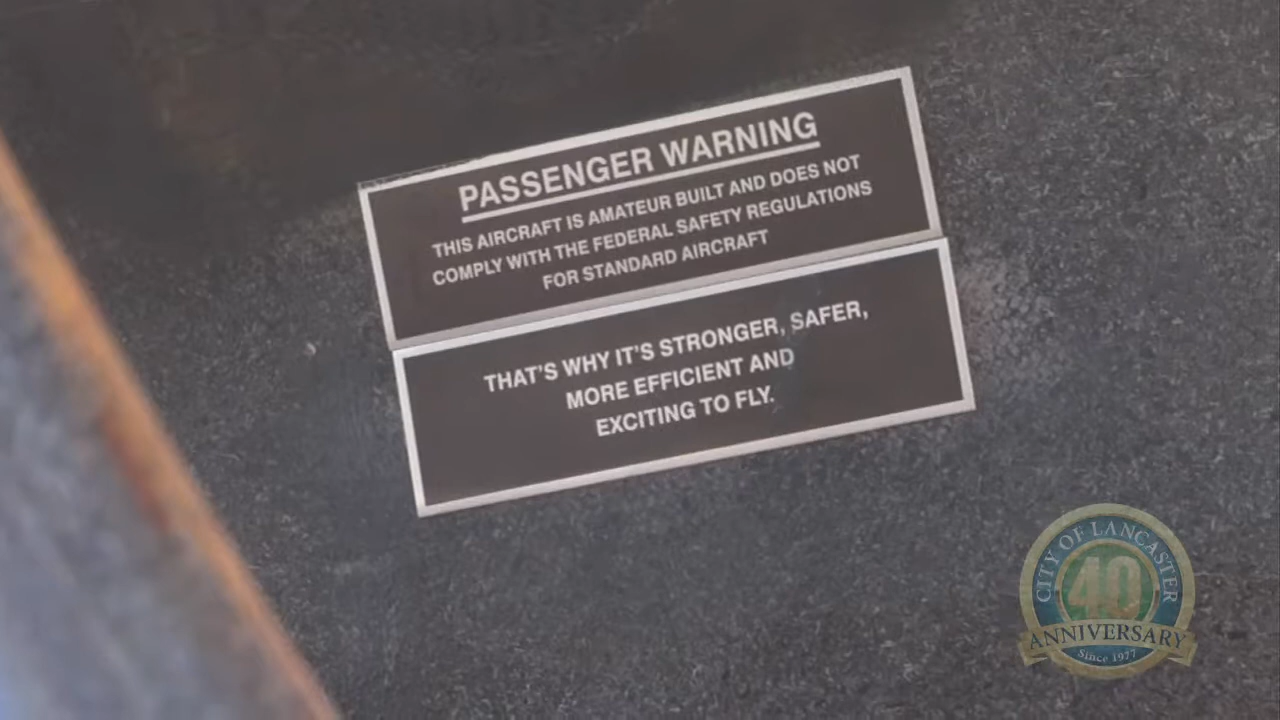 PASSENGER WARNING
THIS AIRCRAFT IS AMATEUR BUILT AND DOES NOT
COMPLY WITH THE FEDERAL SAFETY REGULATIONS
FOR STANDARD AIRCRAFT
THAT'S WHY IT'S STRONGER, SAFER,
MORE EFFICIENT AND
EXCITING TO FLY.
CITY OF LANCASTER
40
ANNIVERSARY
Since 1977